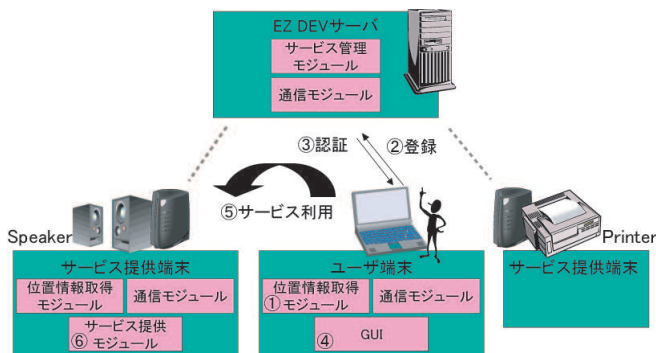 EZ DEVサーバ
サービス管理
モジュール
通信モジュール
③認証
②登録
⑤サービス利用
Speaker
Printer
サービス提供端末
位置情報取得
モジュール
通信モジュール
サービス提供
⑥モジュール
ユーザ端末
位置情報取得
①モジュール
通信モジュール
④ GUI
サービス提供端末